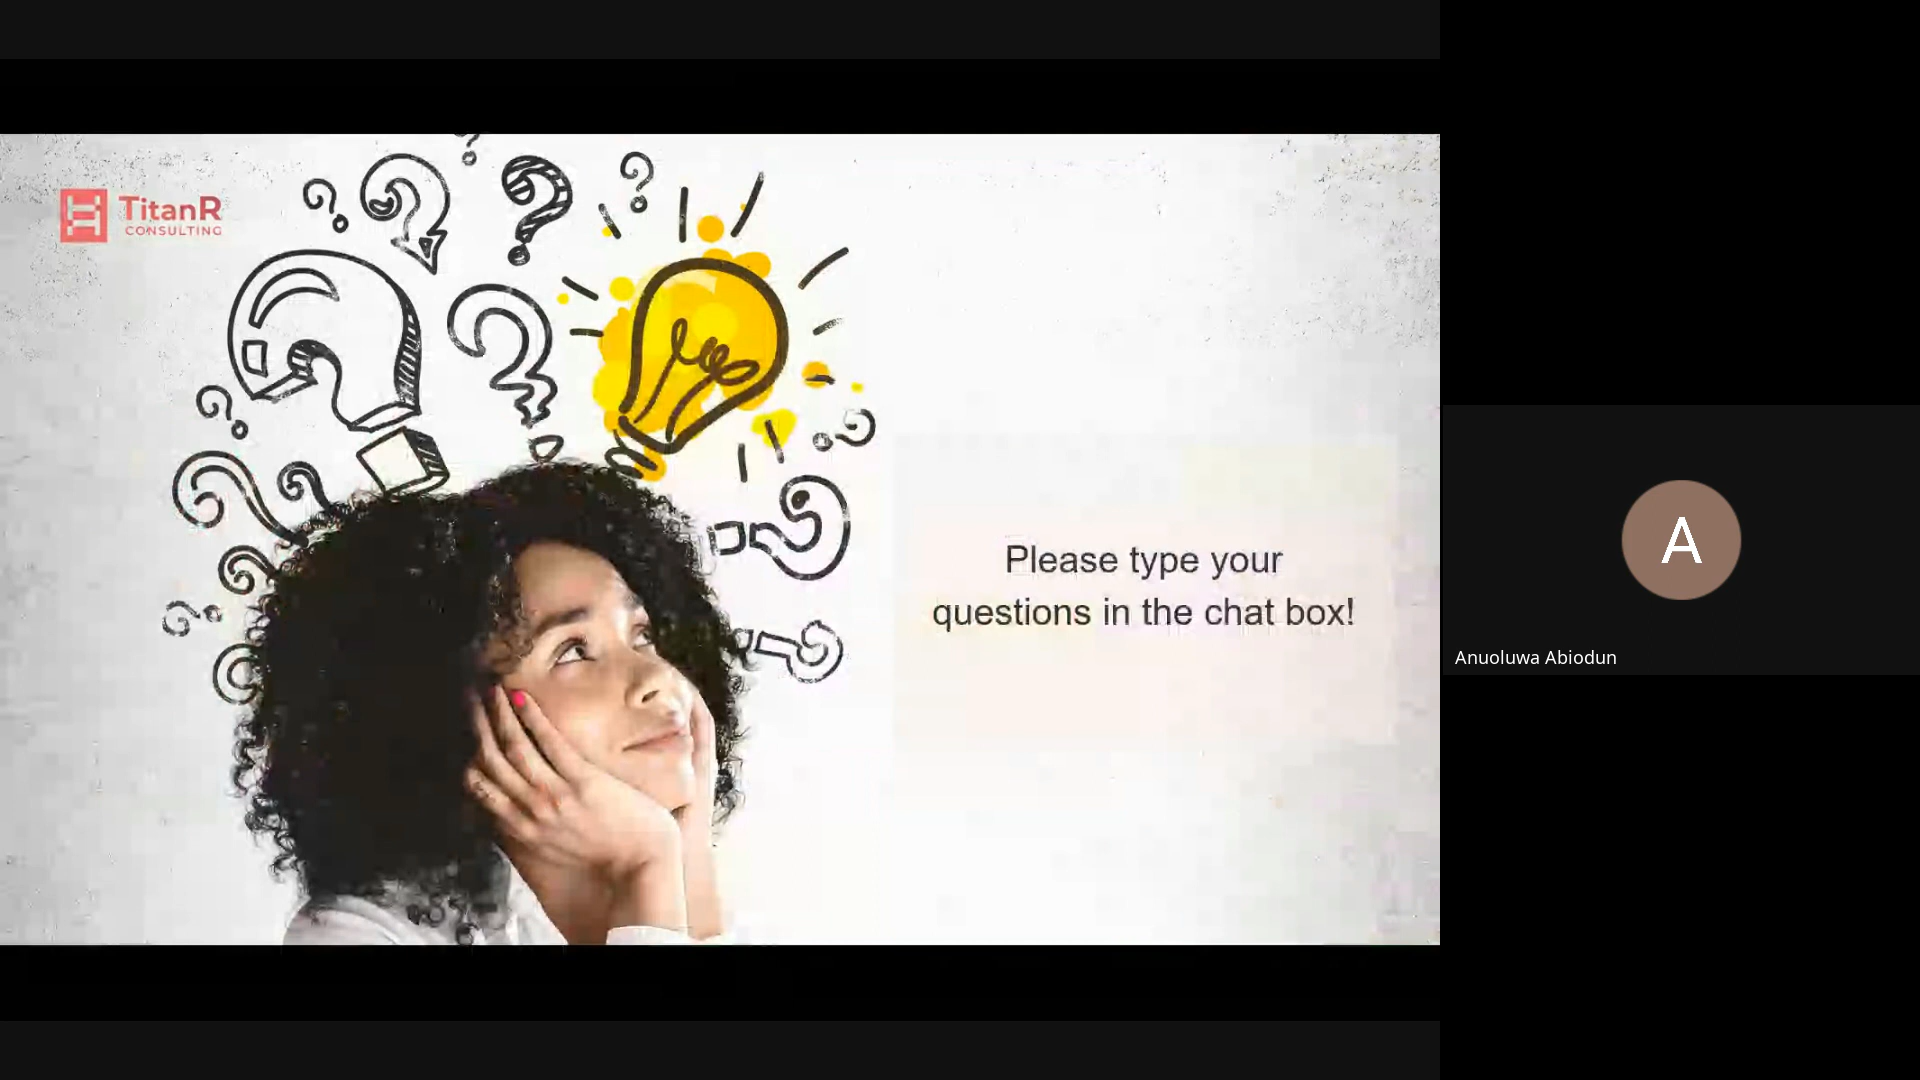 TitanR
CONSULTING
Please type your
questions in the chat box!
A
Anuoluwa Abiodun